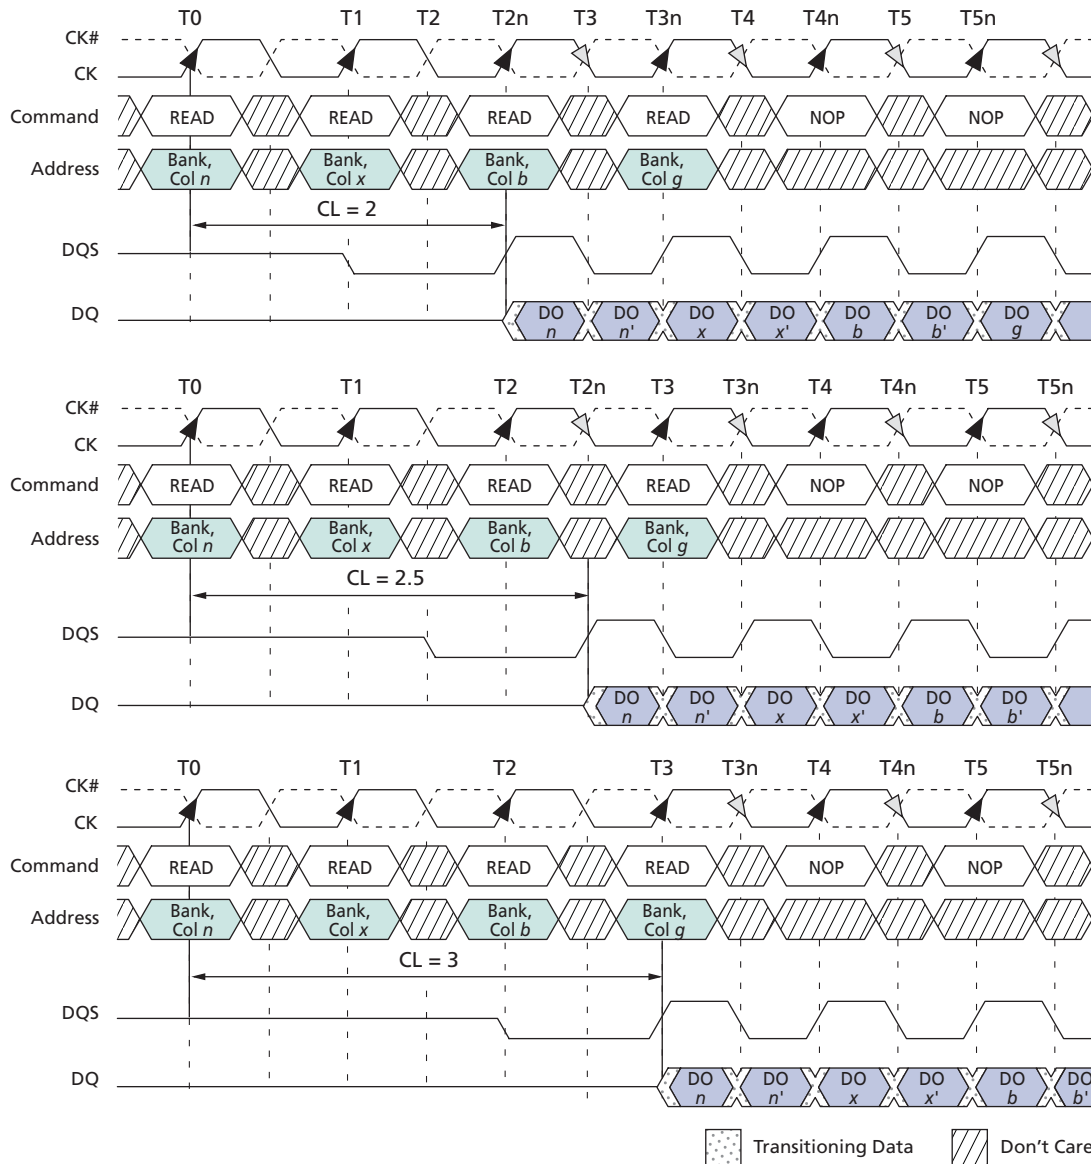 T0 T1 T2 T2n T3 T3n T4 T4n T5 T5n
CK#
CK
Command READ READ READ READ NOP NOP
Address Bank, Bank, Bank, Bank,
Col n Col x Col b Col g
CL = 2
DQS
DQ DO DO DO DO DO DO DO
n n' x x' b b' g
T0 T1 T2 T2n T3 T3n T4 T4n T5 T5n
CK#
CK
Command READ READ READ READ NOP NOP
Address Bank, Bank, Bank, Bank,
Col n Col x Col b Col g
CL = 2.5
DQS
DQ DO DO DO DO DO DO
n n' x x' b b'
T0 T1 T2 T3 T3n T4 T4n T5 T5n
CK#
CK
Command READ READ READ READ NOP NOP
Address Bank, Bank, Bank, Bank,
Col n Col x Col b Col g
CL = 3
DQS
DQ DO DO DO DO DO DO
n n' x x' b b'
Transitioning Data Don't Care